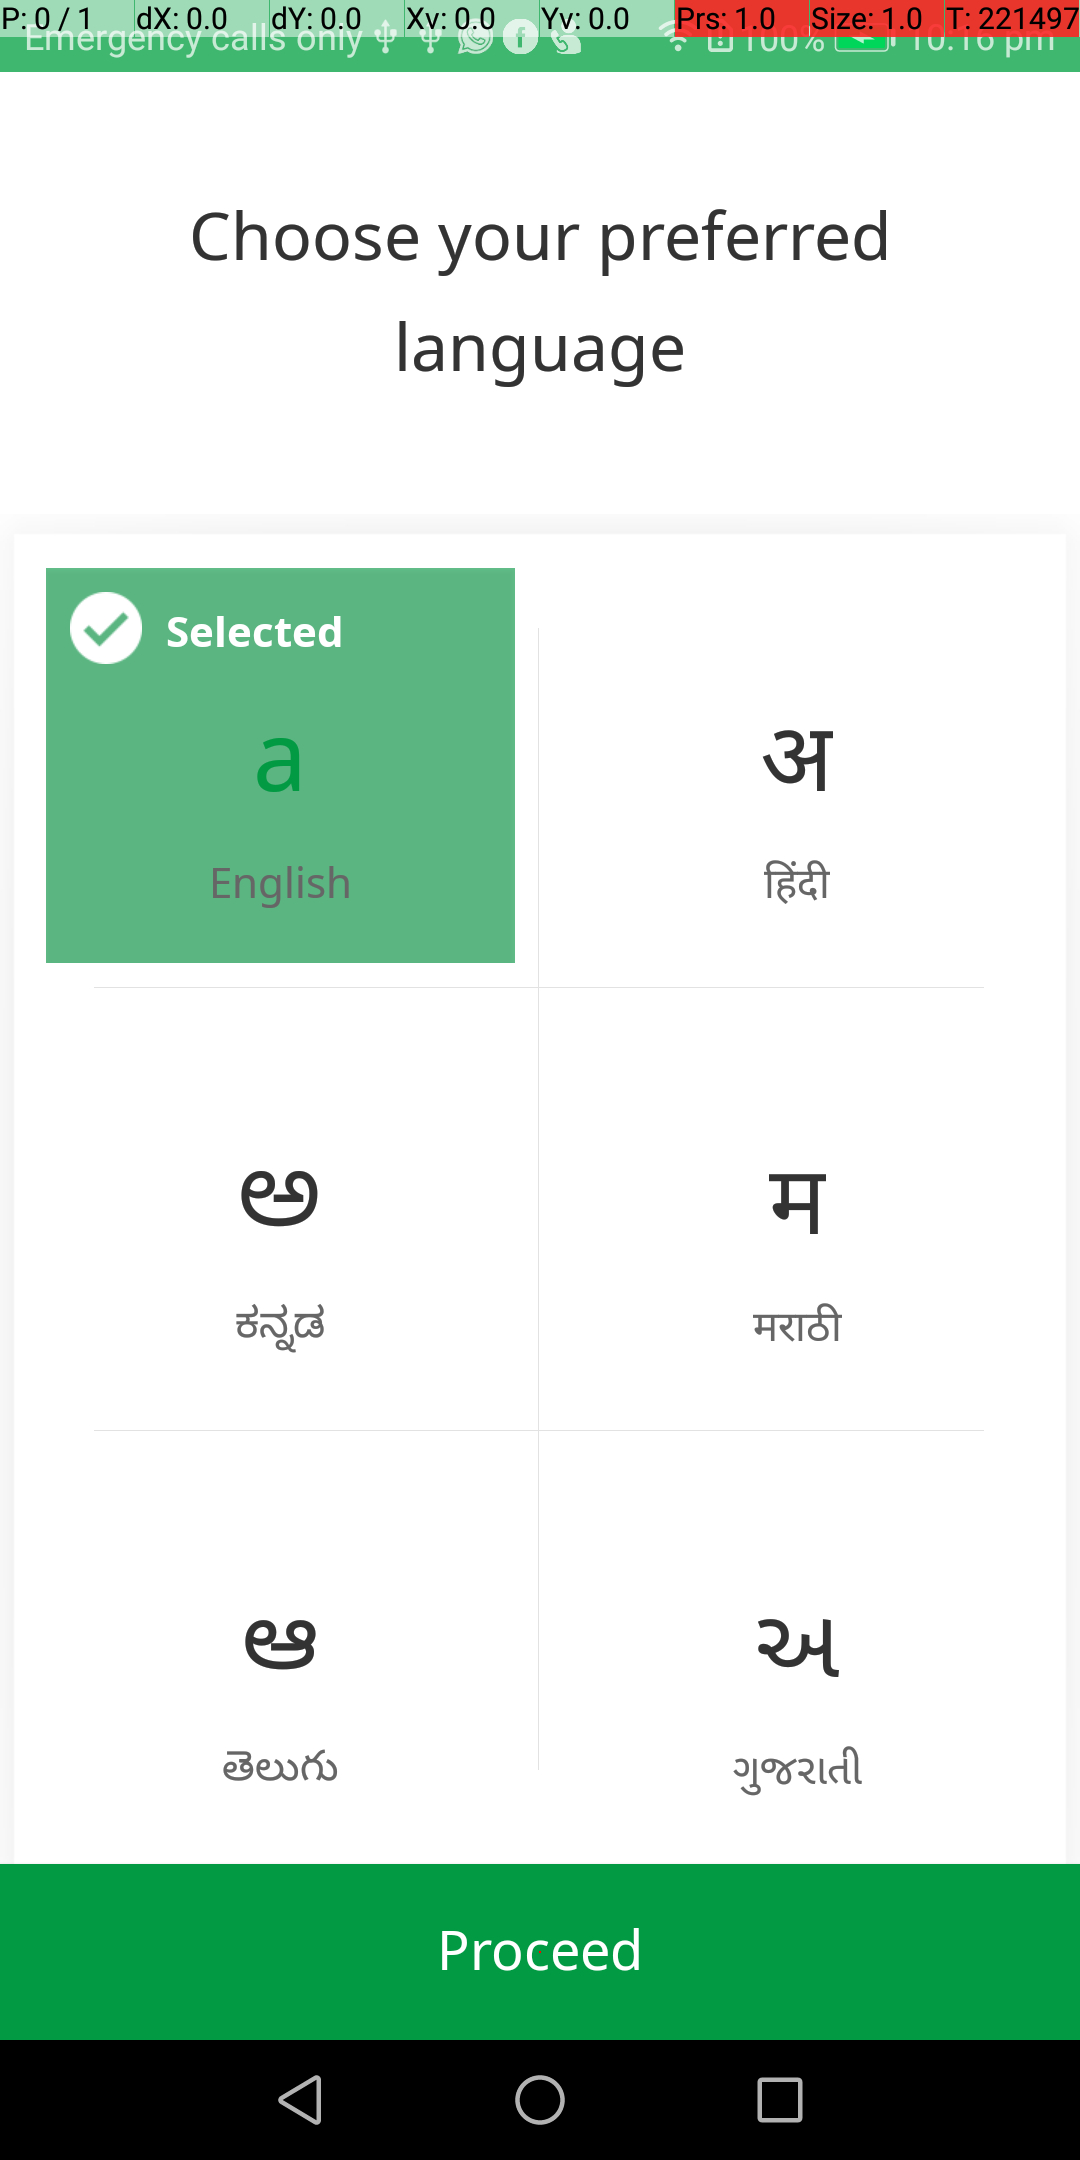 P: 0 / 1 dX: 0.0 dY: 0.0 Xv: 0.0 Yv: 0.0 Prs: 1.0 Size: 1.0 T: 221497
Emergency calls only 100% 10:16 pm
Choose your preferred
language
Selected
a
English
अ
हिंदी
ಅ
ಕನ್ನಡ
म
मराठी
ఆ
తెలుగు
અ
ગુજરાતી
Proceed